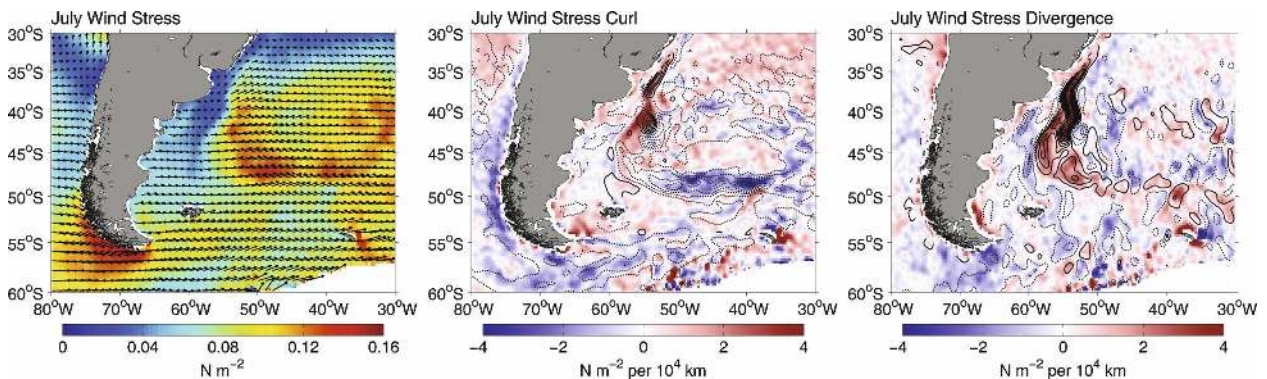 July Wind Stress
July Wind Stress Curl
July Wind Stress Divergence
30°S
35°S
40°S
45°S
50°S
55°S
60°S
80°W 70°W 60°W 50°W 40°W 30°W
0 0.04 0.08 0.12 0.16
N m⁻²
30°S
35°S
40°S
45°S
50°S
55°S
60°S
80°W 70°W 60°W 50°W 40°W 30°W
−4 −2 0 2 4
N m⁻² per 10⁴ km
30°S
35°S
40°S
45°S
50°S
55°S
60°S
80°W 70°W 60°W 50°W 40°W 30°W
−4 −2 0 2 4
N m⁻² per 10⁴ km